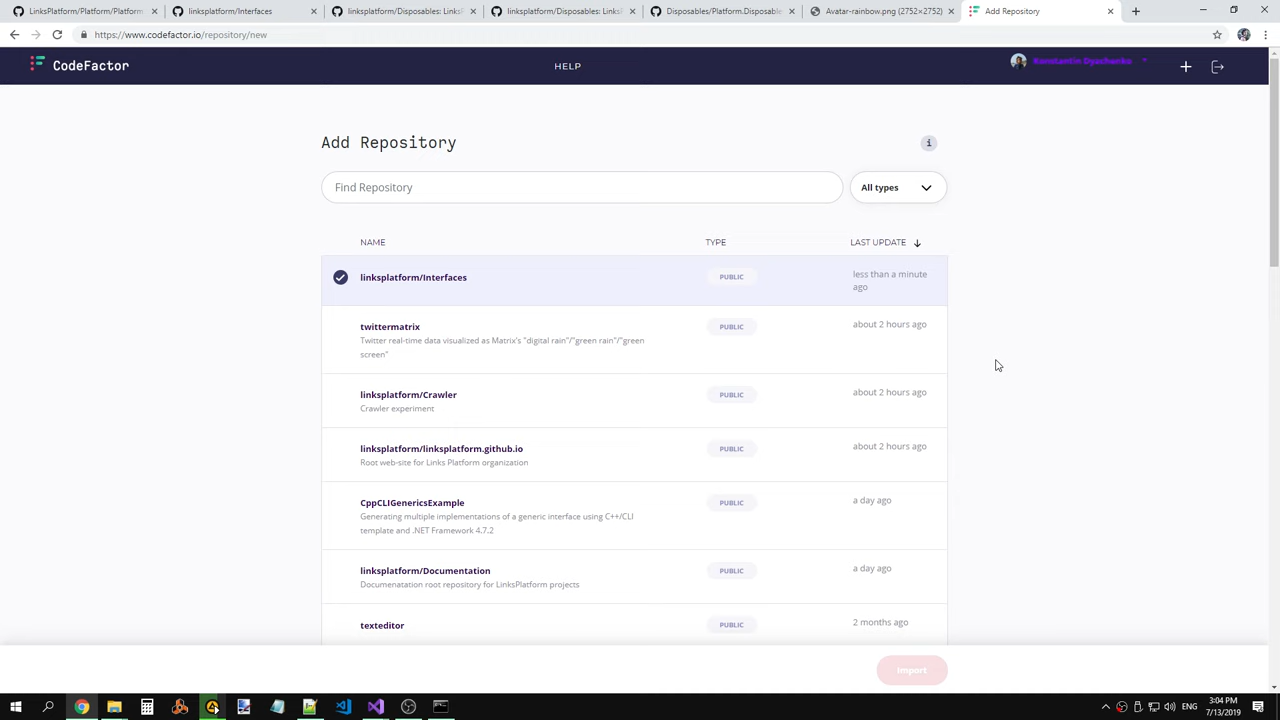 LinksPlatform/Platform: Platform
linksplatform/Interfaces
linksplatform/Disposables: LinksF
linksplatform/Disposables: LinksF
Disposables/Platform.Disposable
Avatar-rainbow.png (2752×2752)
Add Repository
https://www.codefactor.io/repository/new
CodeFactor
HELP
Konstantin Dyachenko
Add Repository
i
Find Repository
All types
NAME
TYPE
LAST UPDATE
linksplatform/Interfaces
PUBLIC
less than a minute
ago
twittermatrix
PUBLIC
about 2 hours ago
Twitter real-time data visualized as Matrix's "digital rain"/"green rain"/"green
screen"
linksplatform/Crawler
PUBLIC
about 2 hours ago
Crawler experiment
linksplatform/linksplatform.github.io
PUBLIC
about 2 hours ago
Root web-site for Links Platform organization
CppCLIGenericsExample
PUBLIC
a day ago
Generating multiple implementations of a generic interface using C++/CLI
template and .NET Framework 4.7.2
linksplatform/Documentation
PUBLIC
a day ago
Documenatation root repository for LinksPlatform projects
texteditor
PUBLIC
2 months ago
Import
ENG
3:04 PM
7/13/2019